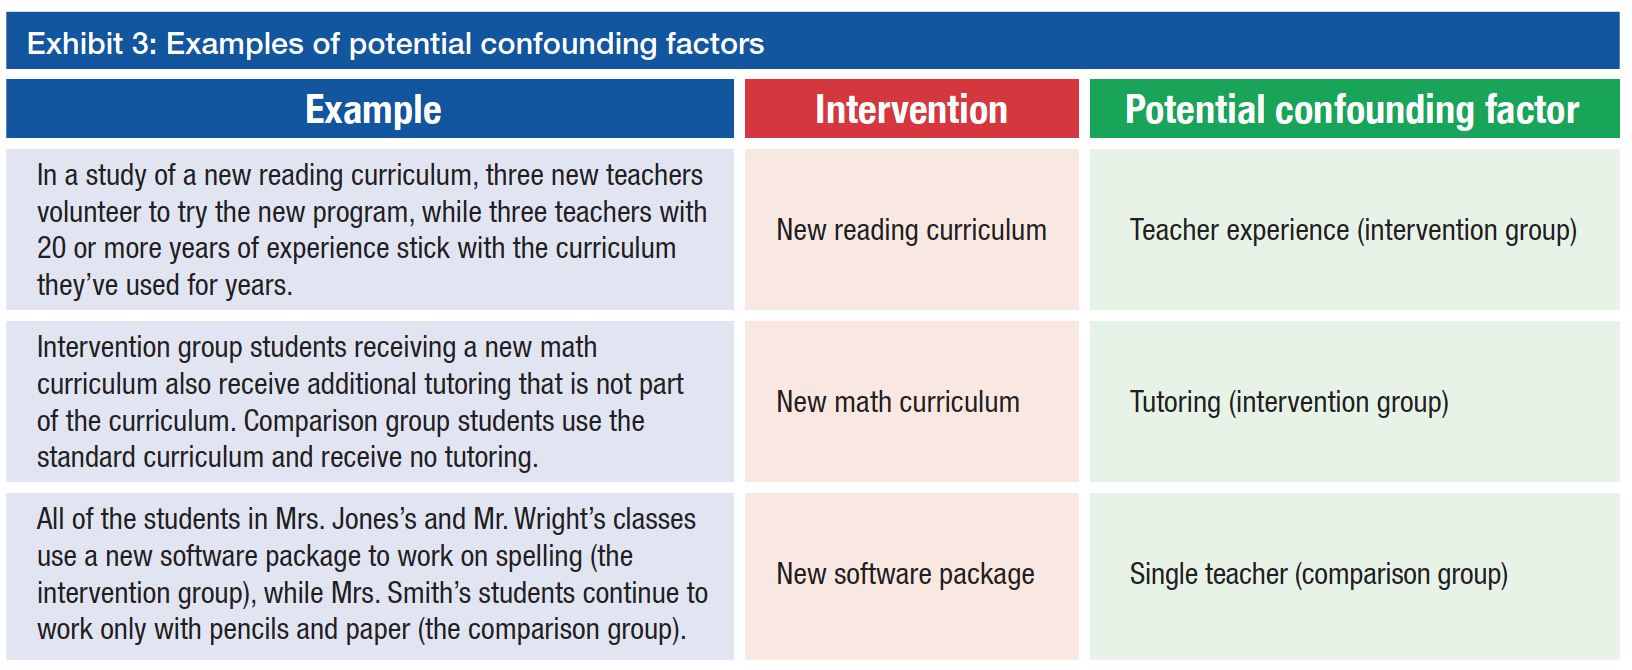 Exhibit 3: Examples of potential confounding factors
Example
Intervention
Potential confounding factor
In a study of a new reading curriculum, three new teachers
volunteer to try the new program, while three teachers with
20 or more years of experience stick with the curriculum
they’ve used for years.
New reading curriculum
Teacher experience (intervention group)
Intervention group students receiving a new math
curriculum also receive additional tutoring that is not part
of the curriculum. Comparison group students use the
standard curriculum and receive no tutoring.
New math curriculum
Tutoring (intervention group)
All of the students in Mrs. Jones’s and Mr. Wright’s classes
use a new software package to work on spelling (the
intervention group), while Mrs. Smith’s students continue to
work only with pencils and paper (the comparison group).
New software package
Single teacher (comparison group)